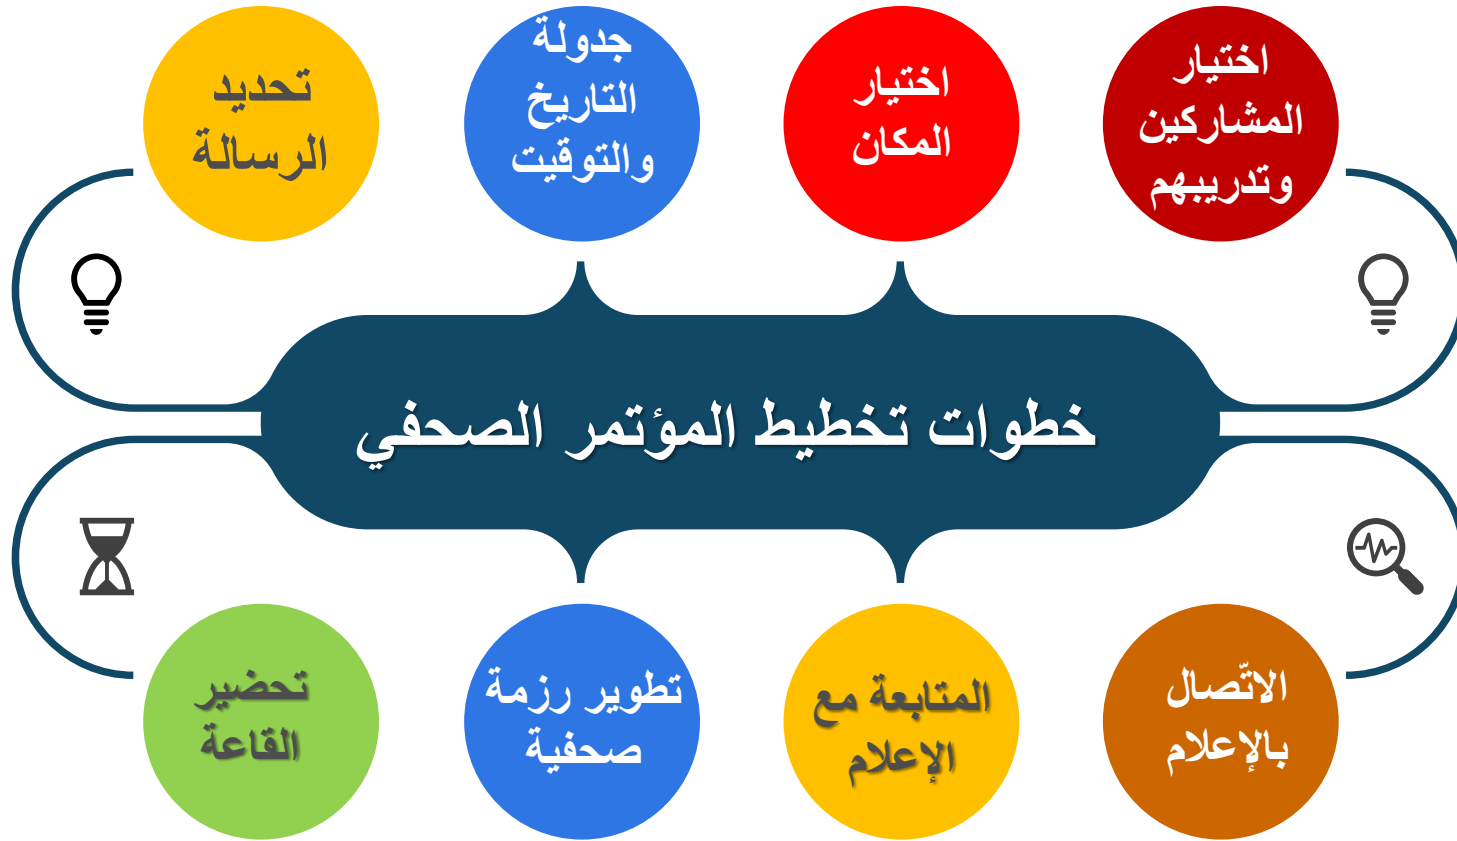 تحديد
الرسالة
جدولة
التاريخ
والتوقيت
اختيار
المكان
اختيار
المشاركين
وتدريبهم
خطوات تخطيط المؤتمر الصحفي
الاتّصال
بالإعلام
المتابعة مع
الإعلام
تطوير رزمة
صحفية
تحضير
القاعة